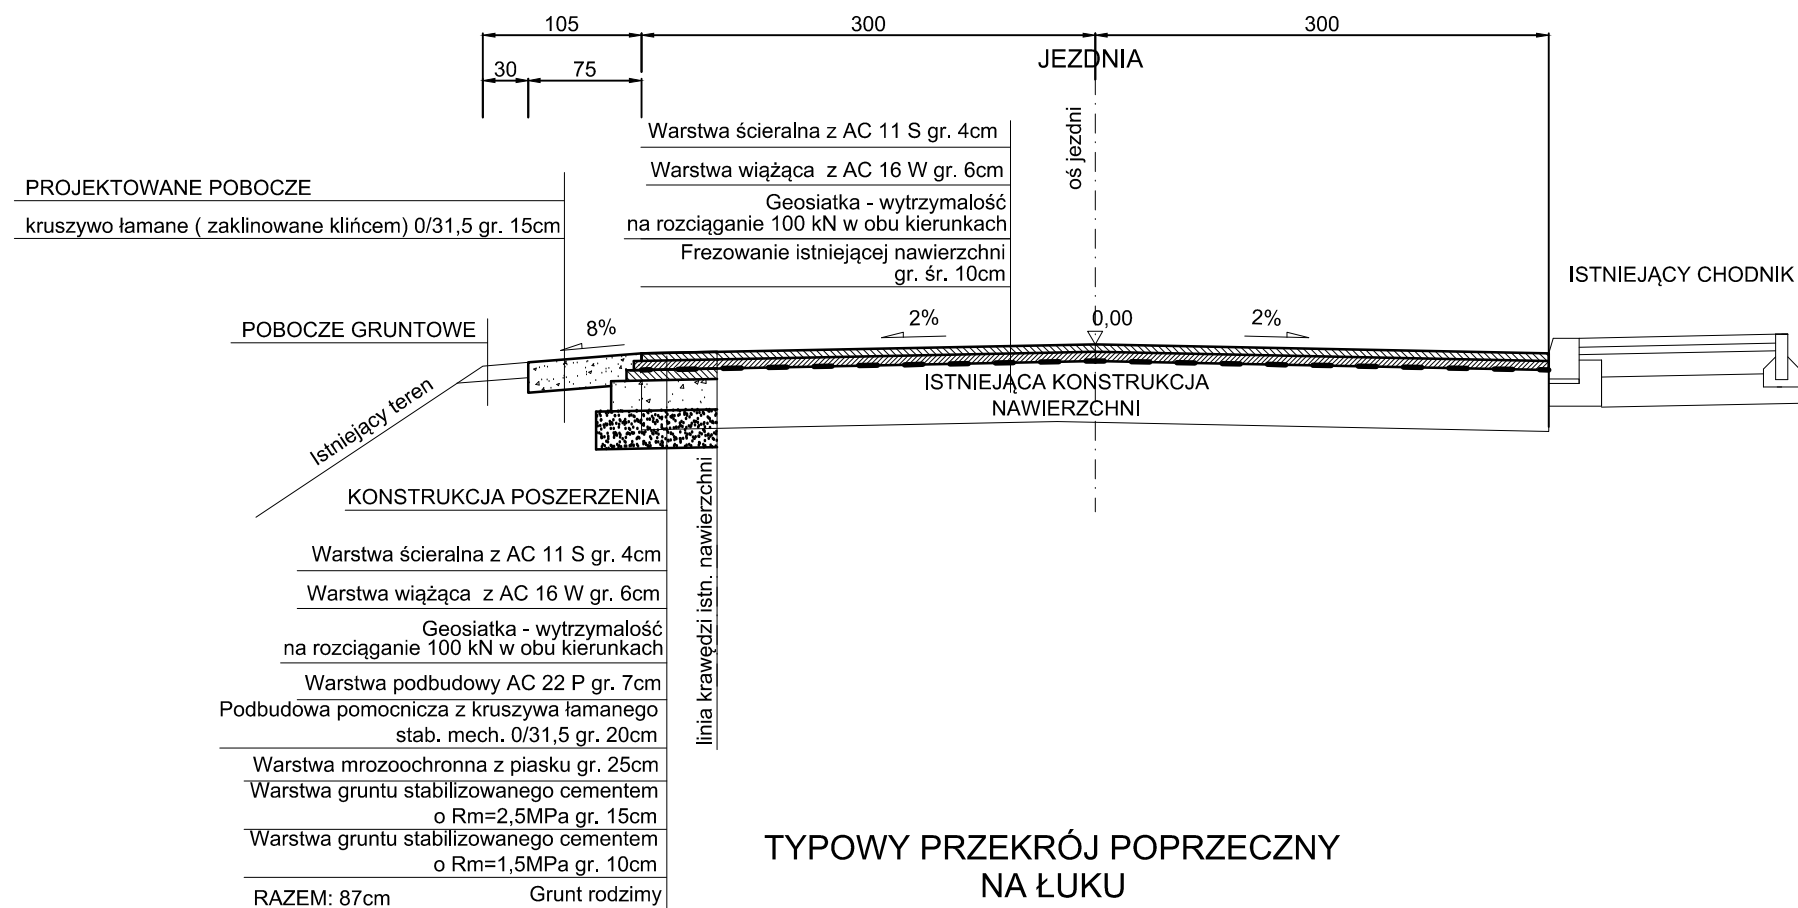 105
300
300
JEZDNIA
30
75
oś jezdni
Warstwa ścieralna z AC 11 S gr. 4cm
Warstwa wiążąca z AC 16 W gr. 6cm
Geosiatka - wytrzymałość
na rozciąganie 100 kN w obu kierunkach
Frezowanie istniejącej nawierzchni
gr. śr. 10cm
PROJEKTOWANE POBOCZE
kruszywo łamane ( zaklinowane klińcem) 0/31,5 gr. 15cm
ISTNIEJĄCY CHODNIK
POBOCZE GRUNTOWE
8%
2%
0,00
2%
Istniejący teren
ISTNIEJĄCA KONSTRUKCJA
NAWIERZCHNI
linia krawędzi istn. nawierzchni
KONSTRUKCJA POSZERZENIA
Warstwa ścieralna z AC 11 S gr. 4cm
Warstwa wiążąca z AC 16 W gr. 6cm
Geosiatka - wytrzymałość
na rozciąganie 100 kN w obu kierunkach
Warstwa podbudowy AC 22 P gr. 7cm
Podbudowa pomocnicza z kruszywa łamanego
stab. mech. 0/31,5 gr. 20cm
Warstwa mrozoochronna z piasku gr. 25cm
Warstwa gruntu stabilizowanego cementem
o Rm=2,5MPa gr. 15cm
Warstwa gruntu stabilizowanego cementem
o Rm=1,5MPa gr. 10cm
RAZEM: 87cm Grunt rodzimy
TYPOWY PRZEKRÓJ POPRZECZNY
NA ŁUKU